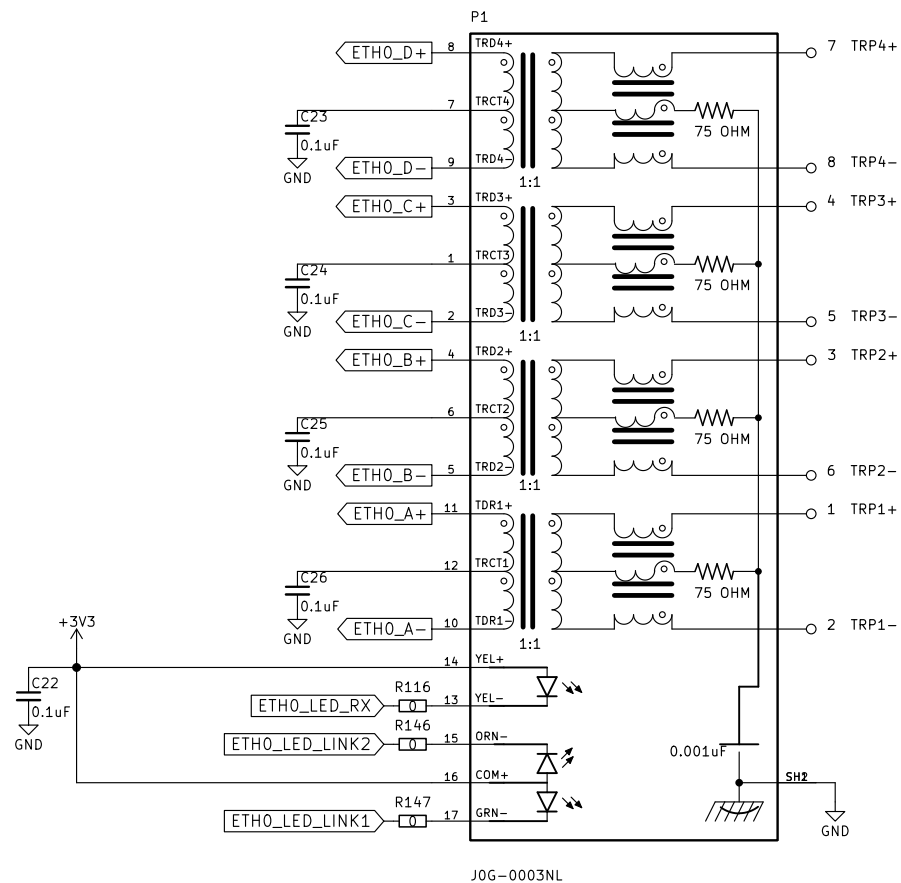 P1
ETH0_D+ 8 TRD4+ 7 TRP4+
C23 0.1uF GND 7 TRCT4 75 OHM
ETH0_D- 9 TRD4- 1:1 8 TRP4-
ETH0_C+ 3 TRD3+ 4 TRP3+
C24 0.1uF GND 1 TRCT3 75 OHM
ETH0_C- 2 TRD3- 1:1 5 TRP3-
ETH0_B+ 4 TRD2+ 3 TRP2+
C25 0.1uF GND 6 TRCT2 75 OHM
ETH0_B- 5 TRD2- 1:1 6 TRP2-
ETH0_A+ 11 TDR1+ 1 TRP1+
C26 0.1uF GND 12 TRCT1 75 OHM
ETH0_A- 10 TDR1- 1:1 2 TRP1-
+3V3
14 YEL+
C22 0.1uF GND
ETH0_LED_RX R116 0 13 YEL-
ETH0_LED_LINK2 R146 0 15 ORN-
0.001uF
16 COM+
GND
ETH0_LED_LINK1 R147 0 17 GRN-
J0G-0003NL